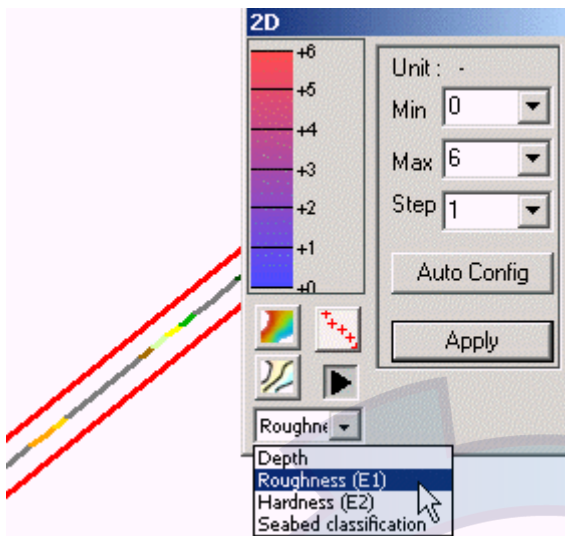 2D
+6
+5
+4
+3
+2
+1
+0
Unit : -
Min 0
Max 6
Step 1
Auto Config
Apply
Roughne
Depth
Roughness (E1)
Hardness (E2)
Seabed classification